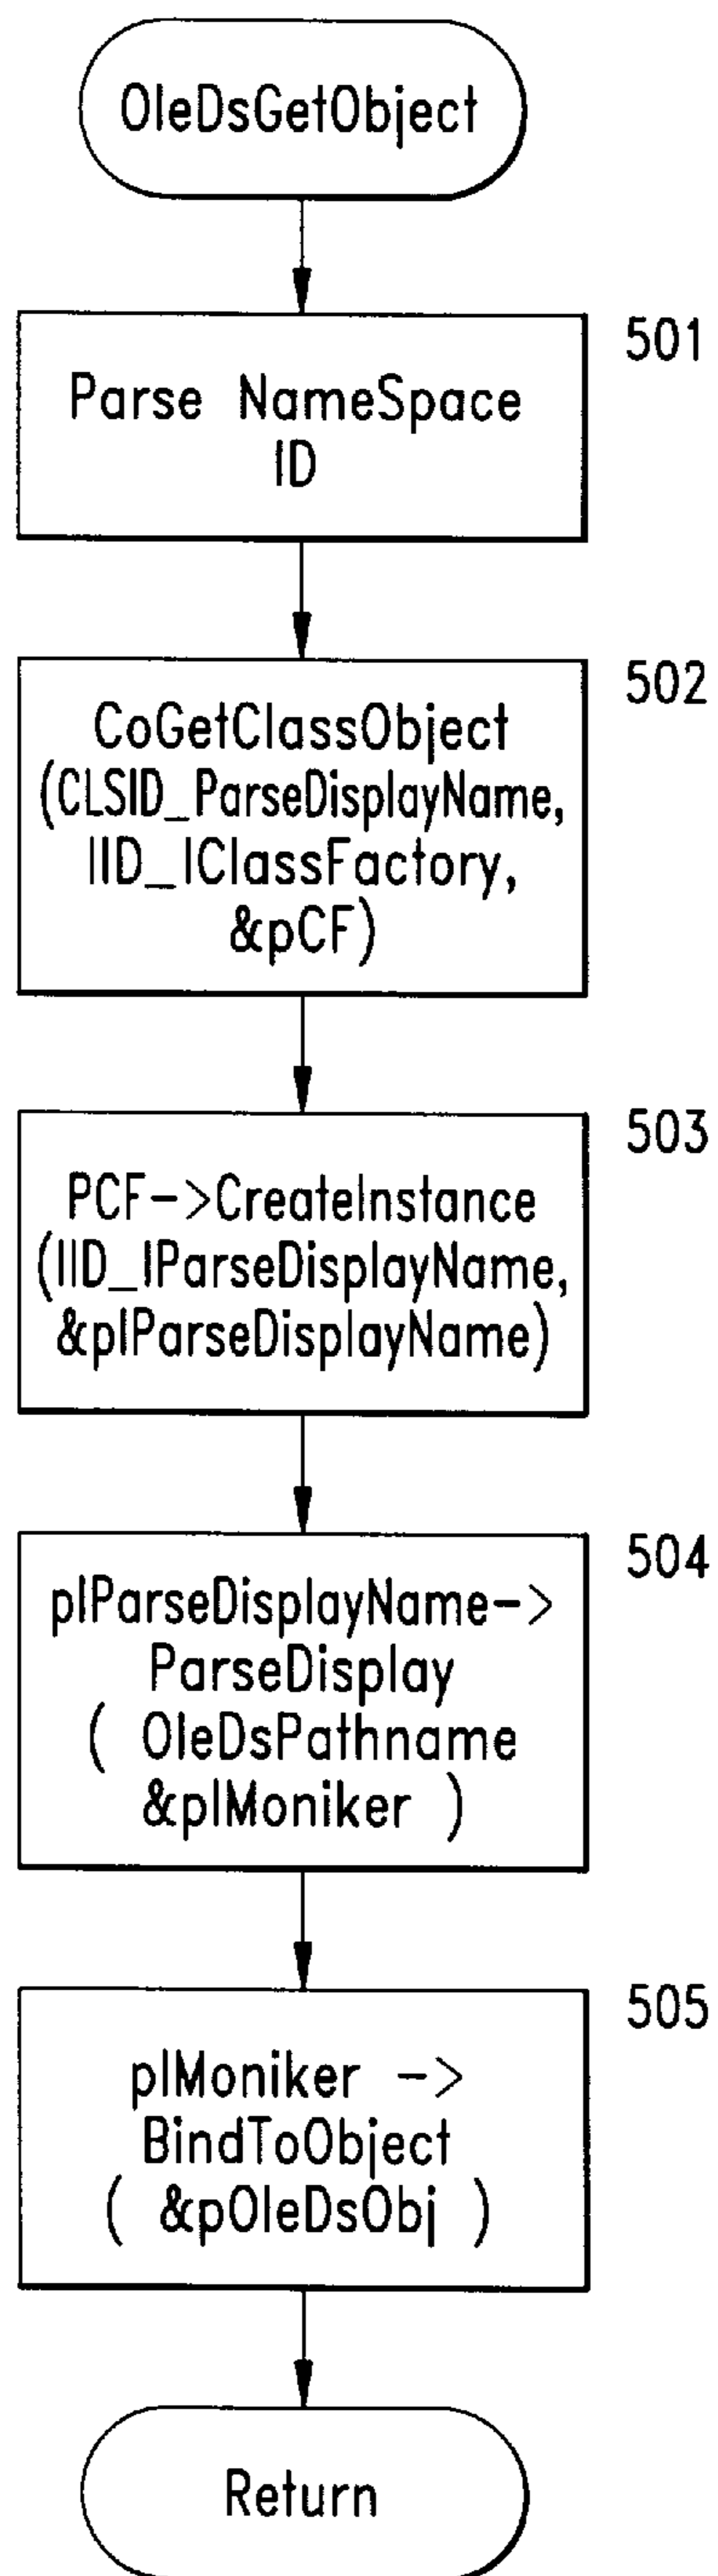 OleDsGetObject
501
Parse NameSpace
ID
502
CoGetClassObject
(CLSID_ParseDisplayName,
IID_IClassFactory,
&pCF)
503
PCF->CreateInstance
(IID_IParseDisplayName,
&pIParseDisplayName)
504
pIParseDisplayName->
ParseDisplay
( OleDsPathname
&pIMoniker )
505
pIMoniker ->
BindToObject
( &pOleDsObj )
Return